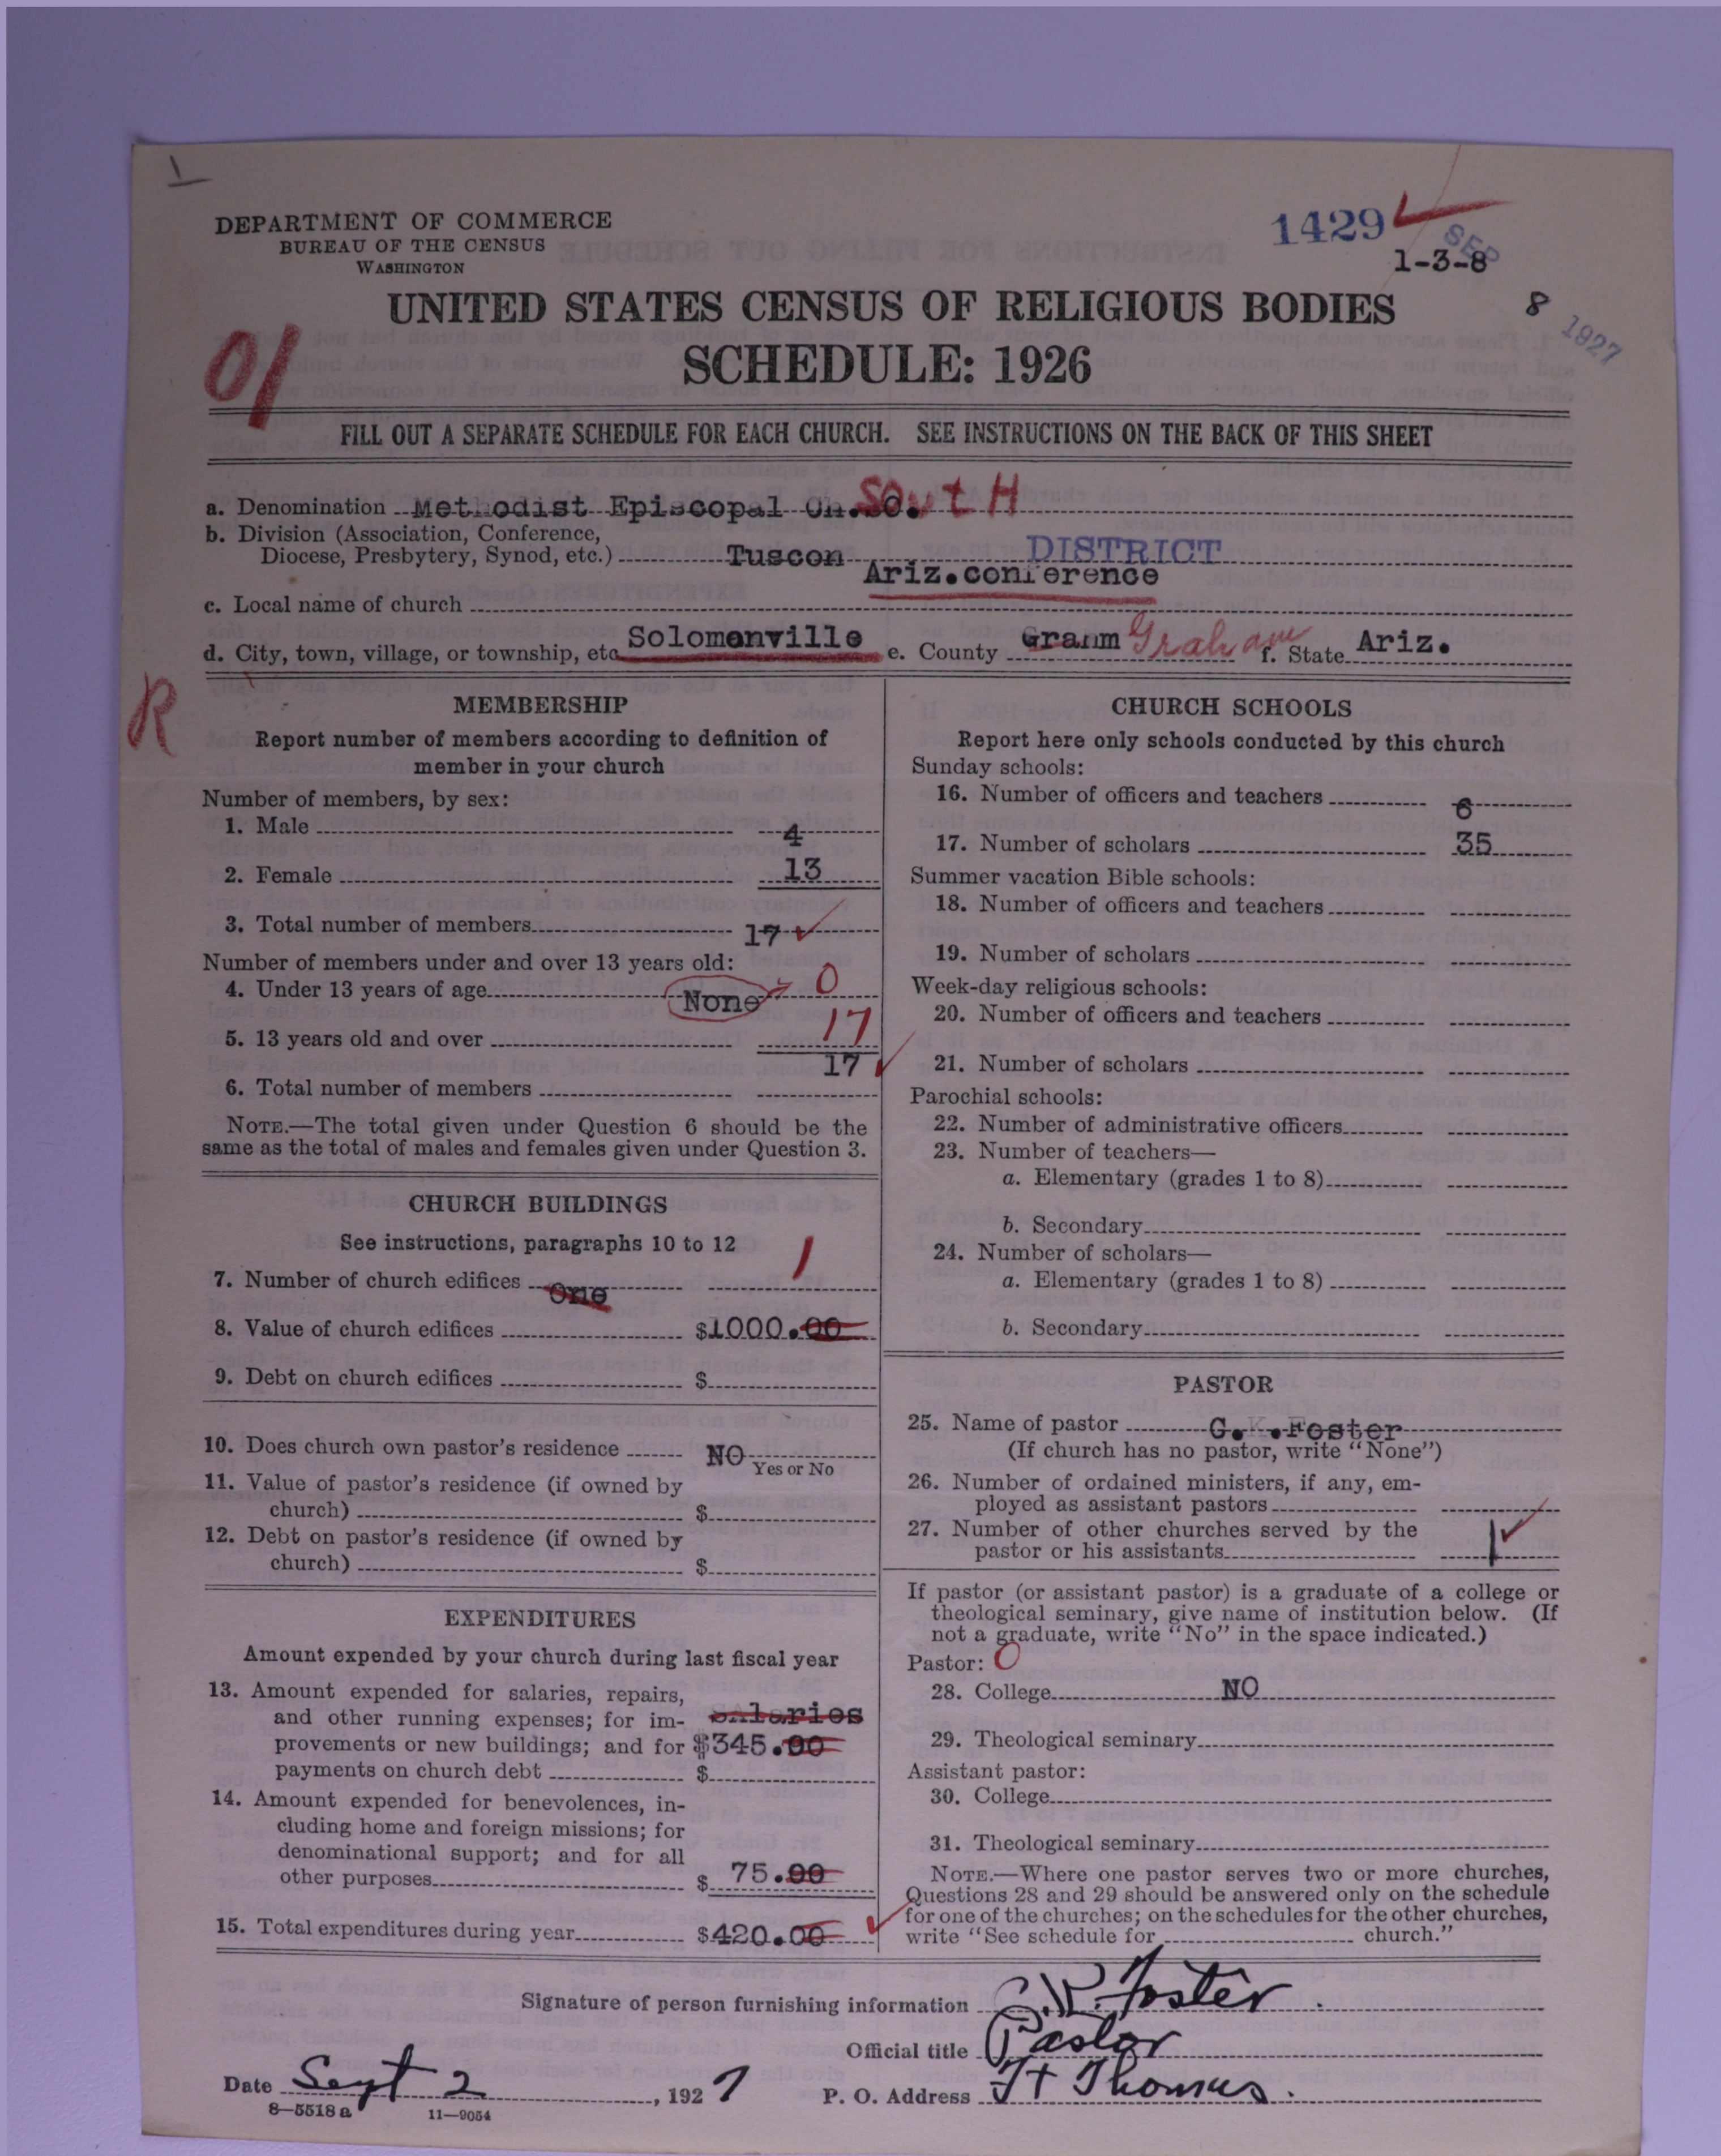 DEPARTMENT OF COMMERCE
BUREAU OF THE CENSUS
WASHINGTON
1429
SEP 8 1927
1-3-8
UNITED STATES CENSUS OF RELIGIOUS BODIES
SCHEDULE: 1926
01
FILL OUT A SEPARATE SCHEDULE FOR EACH CHURCH. SEE INSTRUCTIONS ON THE BACK OF THIS SHEET
a. Denomination Methodist Episcopal Ch.SO. SoutH
b. Division (Association, Conference,
Diocese, Presbytery, Synod, etc.) Tuscon DISTRICT
Ariz.conference
c. Local name of church
d. City, town, village, or township, etc. Solomonville e. County Granm Graham f. State Ariz.
R
MEMBERSHIP
Report number of members according to definition of
member in your church
Number of members, by sex:
1. Male 4
2. Female 13
3. Total number of members 17
Number of members under and over 13 years old:
4. Under 13 years of age None 0
5. 13 years old and over 17
17
6. Total number of members
NOTE.—The total given under Question 6 should be the
same as the total of males and females given under Question 3.
CHURCH BUILDINGS
See instructions, paragraphs 10 to 12
7. Number of church edifices One 1
8. Value of church edifices $1000.00
9. Debt on church edifices $
10. Does church own pastor's residence NO
Yes or No
11. Value of pastor's residence (if owned by
church) $
12. Debt on pastor's residence (if owned by
church) $
EXPENDITURES
Amount expended by your church during last fiscal year
13. Amount expended for salaries, repairs,
and other running expenses; for im- salaries
provements or new buildings; and for $345.00
payments on church debt $
14. Amount expended for benevolences, in-
cluding home and foreign missions; for
denominational support; and for all
other purposes $ 75.00
15. Total expenditures during year $420.00
CHURCH SCHOOLS
Report here only schools conducted by this church
Sunday schools:
16. Number of officers and teachers 6
17. Number of scholars 35
Summer vacation Bible schools:
18. Number of officers and teachers
19. Number of scholars
Week-day religious schools:
20. Number of officers and teachers
21. Number of scholars
Parochial schools:
22. Number of administrative officers
23. Number of teachers—
a. Elementary (grades 1 to 8)
b. Secondary
24. Number of scholars—
a. Elementary (grades 1 to 8)
b. Secondary
PASTOR
25. Name of pastor G.K.Foster
(If church has no pastor, write "None")
26. Number of ordained ministers, if any, em-
ployed as assistant pastors
27. Number of other churches served by the
pastor or his assistants 1
If pastor (or assistant pastor) is a graduate of a college or
theological seminary, give name of institution below. (If
not a graduate, write "No" in the space indicated.)
Pastor: 0
28. College NO
29. Theological seminary
Assistant pastor:
30. College
31. Theological seminary
NOTE.—Where one pastor serves two or more churches,
Questions 28 and 29 should be answered only on the schedule
for one of the churches; on the schedules for the other churches,
write "See schedule for church."
Signature of person furnishing information G.K. Foster
Official title Pastor
Date Sept 2, 1927 P. O. Address Ft Thomas.
8—5518a 11—9054